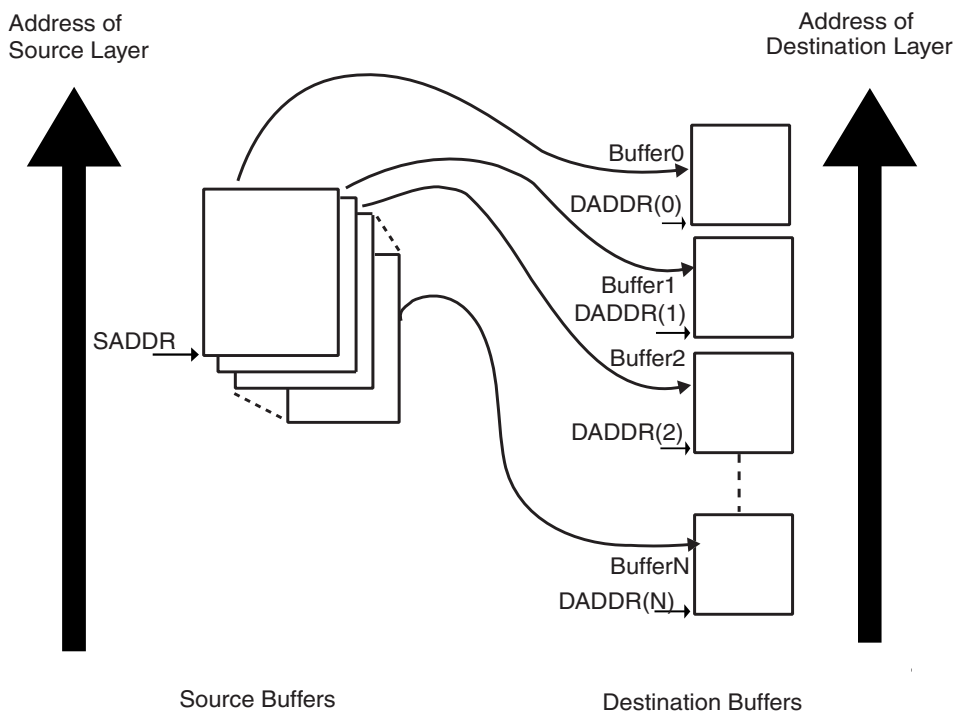 Address of
Source Layer
Address of
Destination Layer
Buffer0
DADDR(0)
Buffer1
DADDR(1)
SADDR
Buffer2
DADDR(2)
BufferN
DADDR(N)
Source Buffers
Destination Buffers